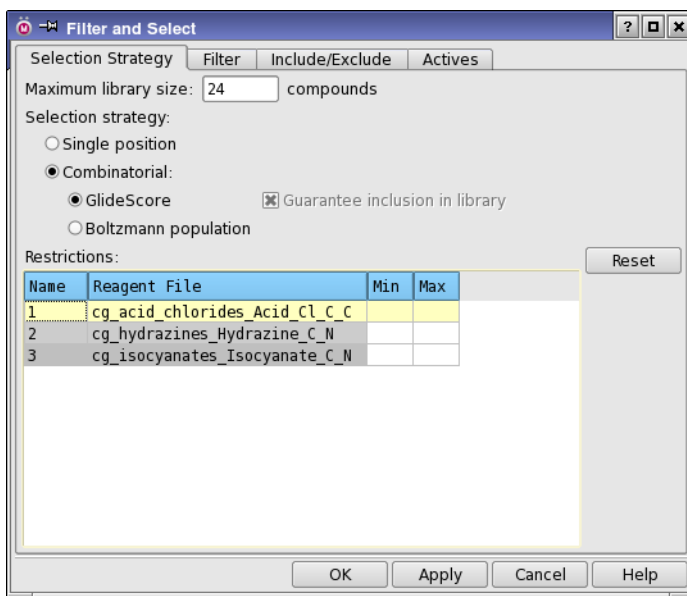 Filter and Select
Selection Strategy Filter Include/Exclude Actives
Maximum library size: 24 compounds
Selection strategy:
Single position
Combinatorial:
GlideScore Guarantee inclusion in library
Boltzmann population
Restrictions:
Reset
Name Reagent File Min Max
1 cg_acid_chlorides_Acid_Cl_C_C
2 cg_hydrazines_Hydrazine_C_N
3 cg_isocyanates_Isocyanate_C_N
OK Apply Cancel Help